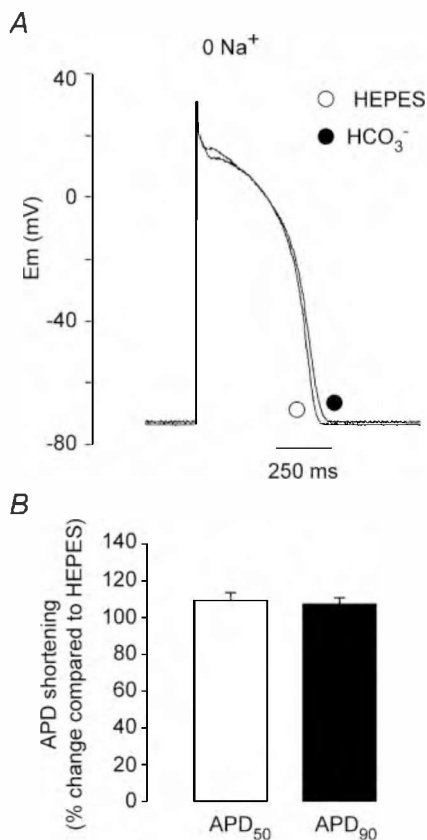 A
0 Na⁺
40
0
-40
-80
Em (mV)
HEPES
HCO₃⁻
250 ms
B
140
120
100
80
60
40
20
0
APD shortening
(% change compared to HEPES)
APD₅₀
APD₉₀